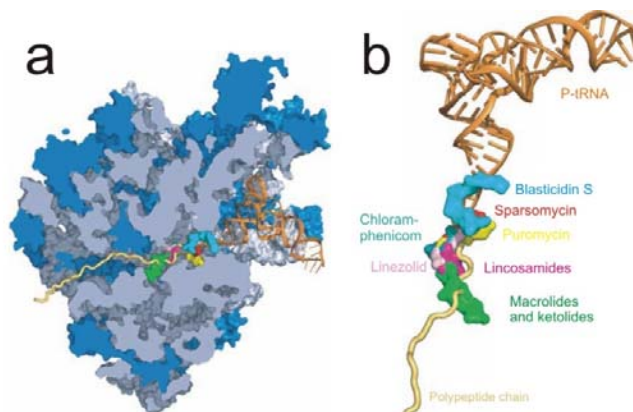 a
b
P-tRNA
Blasticidin S
Sparsomycin
Chloram-
phenicom
Puromycin
Linezolid
Lincosamides
Macrolides
and ketolides
Polypeptide chain